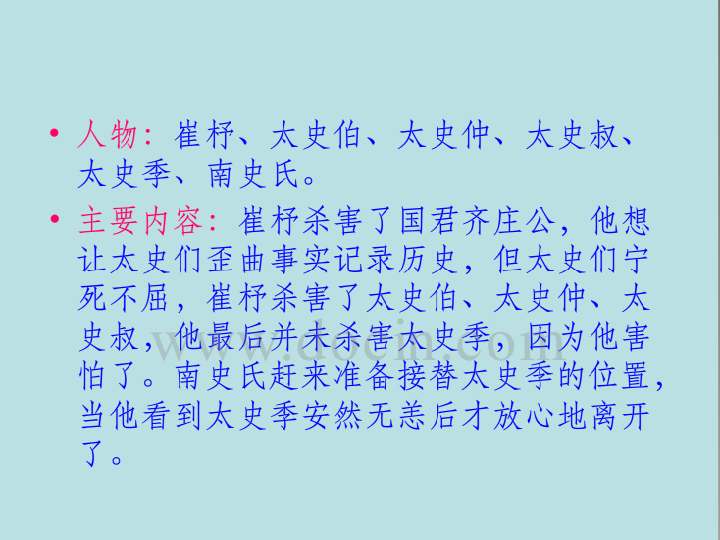 • 人物：崔杼、太史伯、太史仲、太史叔、
太史季、南史氏。
• 主要内容：崔杼杀害了国君齐庄公，他想
让太史们歪曲事实记录历史，但太史们宁
死不屈，崔杼杀害了太史伯、太史仲、太
史叔，他最后并未杀害太史季，因为他害
www.docin.com
怕了。南史氏赶来准备接替太史季的位置，
当他看到太史季安然无恙后才放心地离开
了。